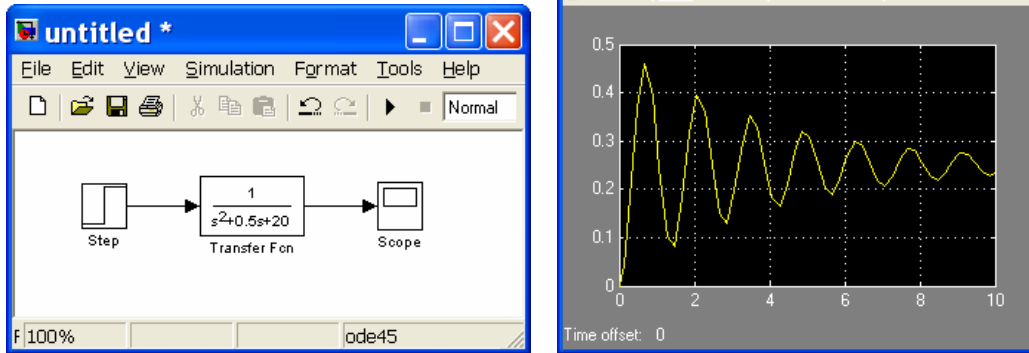 untitled *
File Edit View Simulation Format Tools Help
Normal
1
s²+0.5s+20
Step
Transfer Fcn
Scope
F 100%
ode45
0.5
0.4
0.3
0.2
0.1
0
0 2 4 6 8 10
Time offset: 0